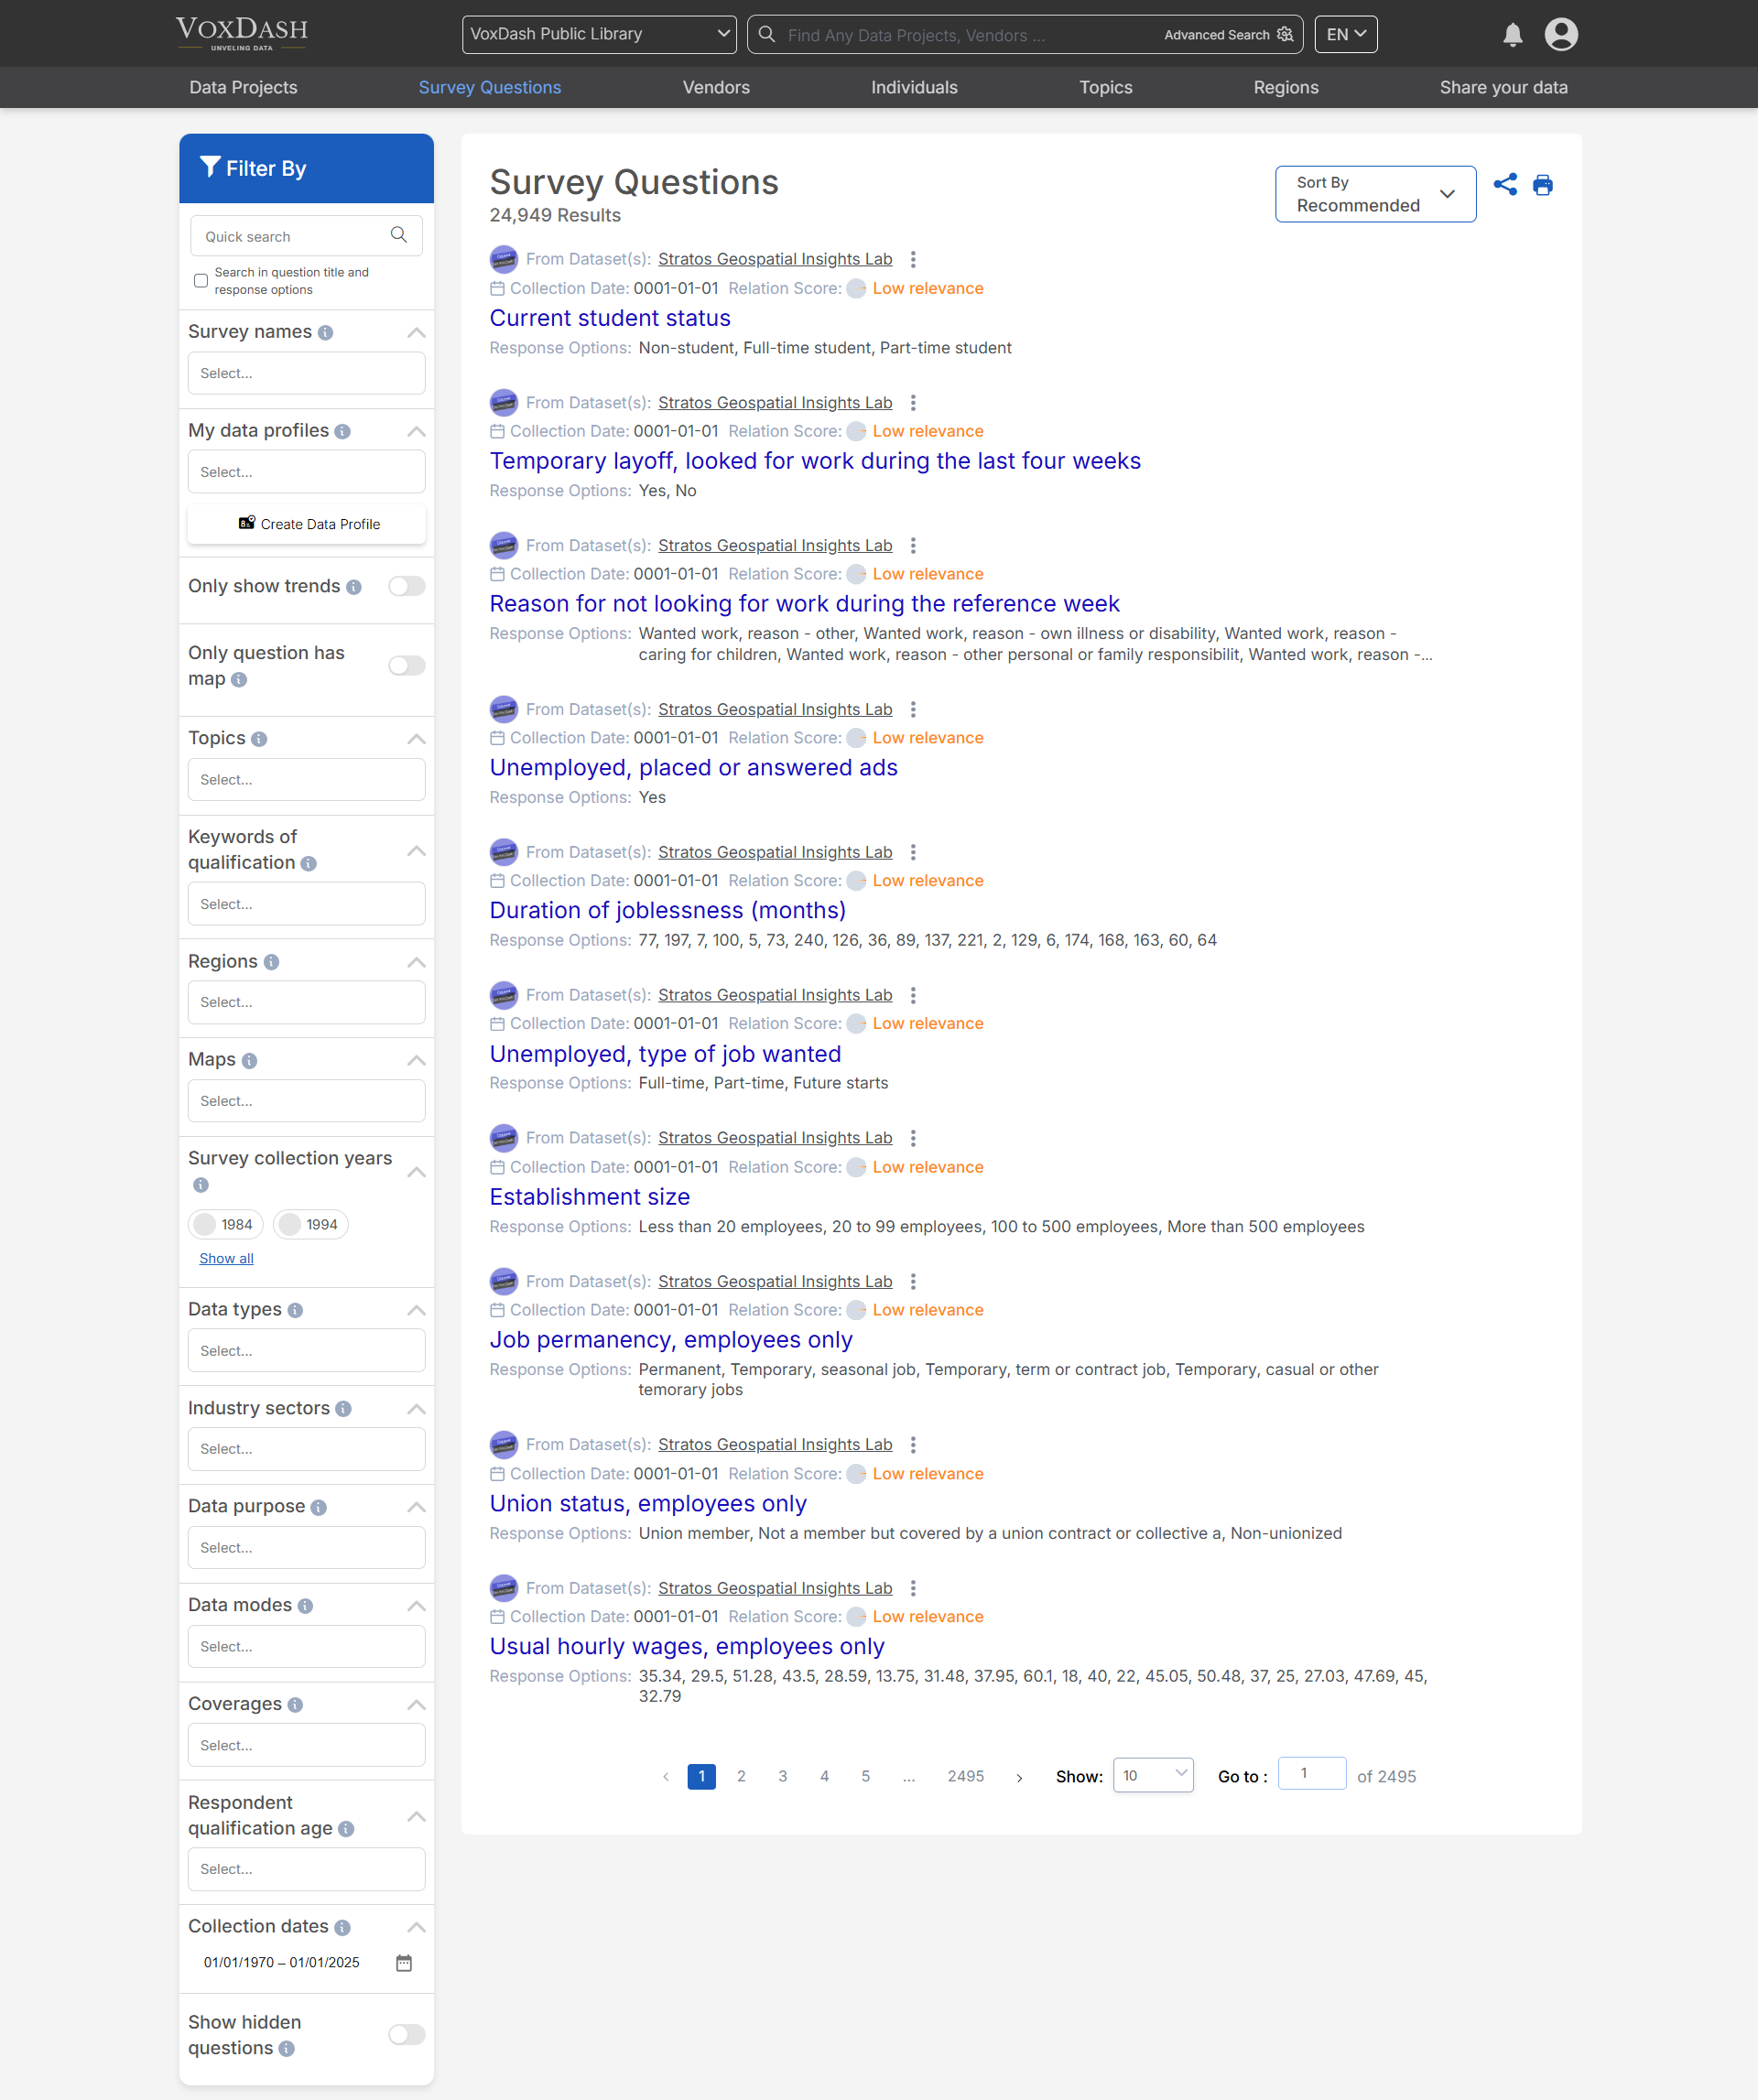 VOXDASH
UNVELING DATA
VoxDash Public Library
Find Any Data Projects, Vendors ...
Advanced Search
EN
Data Projects
Survey Questions
Vendors
Individuals
Topics
Regions
Share your data
Filter By
Quick search
Search in question title and
response options
Survey names
Select...
My data profiles
Select...
Create Data Profile
Only show trends
Only question has
map
Topics
Select...
Keywords of
qualification
Select...
Regions
Select...
Maps
Select...
Survey collection years
1984
1994
Show all
Data types
Select...
Industry sectors
Select...
Data purpose
Select...
Data modes
Select...
Coverages
Select...
Respondent
qualification age
Select...
Collection dates
01/01/1970 – 01/01/2025
Show hidden
questions
Survey Questions
24,949 Results
Sort By
Recommended
From Dataset(s): Stratos Geospatial Insights Lab
Collection Date: 0001-01-01 Relation Score: Low relevance
Current student status
Response Options: Non-student, Full-time student, Part-time student
From Dataset(s): Stratos Geospatial Insights Lab
Collection Date: 0001-01-01 Relation Score: Low relevance
Temporary layoff, looked for work during the last four weeks
Response Options: Yes, No
From Dataset(s): Stratos Geospatial Insights Lab
Collection Date: 0001-01-01 Relation Score: Low relevance
Reason for not looking for work during the reference week
Response Options: Wanted work, reason - other, Wanted work, reason - own illness or disability, Wanted work, reason -
caring for children, Wanted work, reason - other personal or family responsibilit, Wanted work, reason -...
From Dataset(s): Stratos Geospatial Insights Lab
Collection Date: 0001-01-01 Relation Score: Low relevance
Unemployed, placed or answered ads
Response Options: Yes
From Dataset(s): Stratos Geospatial Insights Lab
Collection Date: 0001-01-01 Relation Score: Low relevance
Duration of joblessness (months)
Response Options: 77, 197, 7, 100, 5, 73, 240, 126, 36, 89, 137, 221, 2, 129, 6, 174, 168, 163, 60, 64
From Dataset(s): Stratos Geospatial Insights Lab
Collection Date: 0001-01-01 Relation Score: Low relevance
Unemployed, type of job wanted
Response Options: Full-time, Part-time, Future starts
From Dataset(s): Stratos Geospatial Insights Lab
Collection Date: 0001-01-01 Relation Score: Low relevance
Establishment size
Response Options: Less than 20 employees, 20 to 99 employees, 100 to 500 employees, More than 500 employees
From Dataset(s): Stratos Geospatial Insights Lab
Collection Date: 0001-01-01 Relation Score: Low relevance
Job permanency, employees only
Response Options: Permanent, Temporary, seasonal job, Temporary, term or contract job, Temporary, casual or other
temorary jobs
From Dataset(s): Stratos Geospatial Insights Lab
Collection Date: 0001-01-01 Relation Score: Low relevance
Union status, employees only
Response Options: Union member, Not a member but covered by a union contract or collective a, Non-unionized
From Dataset(s): Stratos Geospatial Insights Lab
Collection Date: 0001-01-01 Relation Score: Low relevance
Usual hourly wages, employees only
Response Options: 35.34, 29.5, 51.28, 43.5, 28.59, 13.75, 31.48, 37.95, 60.1, 18, 40, 22, 45.05, 50.48, 37, 25, 27.03, 47.69, 45,
32.79
1 2 3 4 5 ... 2495 Show: 10 Go to : 1 of 2495